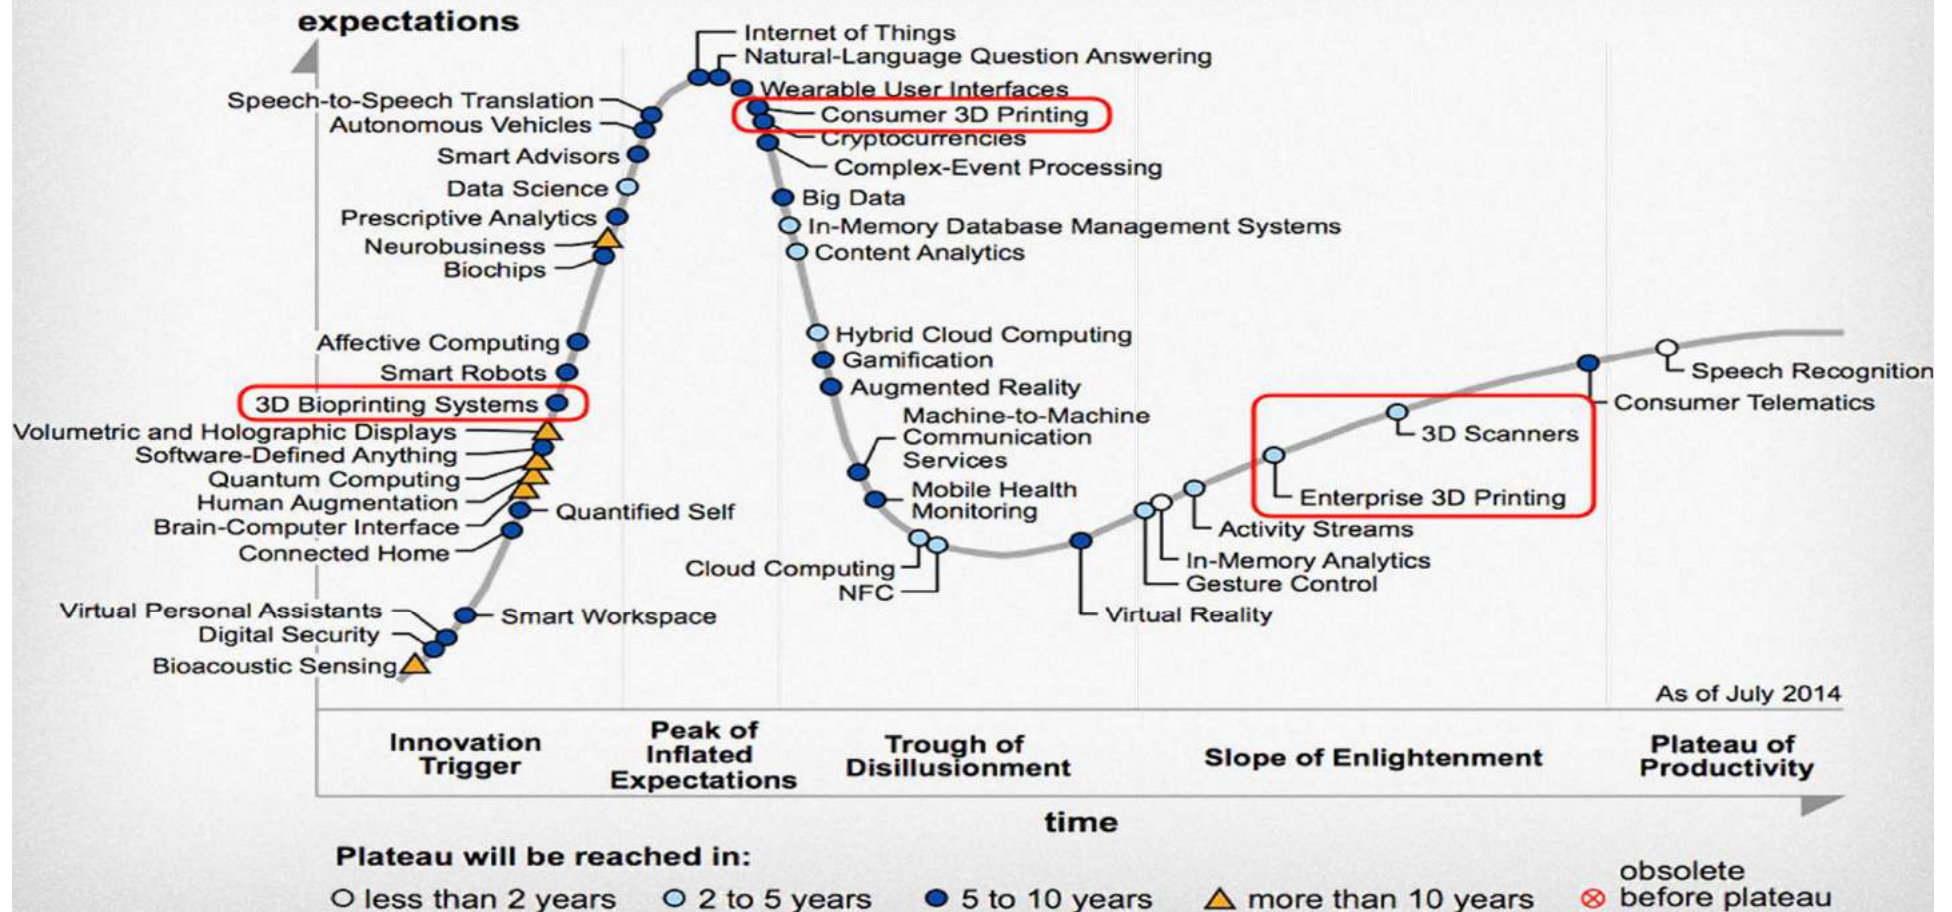 expectations
Internet of Things
Natural-Language Question Answering
Wearable User Interfaces
Consumer 3D Printing
Cryptocurrencies
Complex-Event Processing
Big Data
In-Memory Database Management Systems
Content Analytics
Hybrid Cloud Computing
Gamification
Augmented Reality
Machine-to-Machine
Communication
Services
Mobile Health
Monitoring
Speech-to-Speech Translation
Autonomous Vehicles
Smart Advisors
Data Science
Prescriptive Analytics
Neurobusiness
Biochips
Affective Computing
Smart Robots
3D Bioprinting Systems
Volumetric and Holographic Displays
Software-Defined Anything
Quantum Computing
Human Augmentation
Brain-Computer Interface
Connected Home
Quantified Self
Virtual Personal Assistants
Digital Security
Bioacoustic Sensing
Smart Workspace
Cloud Computing
NFC
Virtual Reality
Gesture Control
In-Memory Analytics
Activity Streams
Enterprise 3D Printing
3D Scanners
Consumer Telematics
Speech Recognition
As of July 2014
Innovation
Trigger
Peak of
Inflated
Expectations
Trough of
Disillusionment
Slope of Enlightenment
Plateau of
Productivity
time
Plateau will be reached in:
less than 2 years
2 to 5 years
5 to 10 years
more than 10 years
obsolete
before plateau